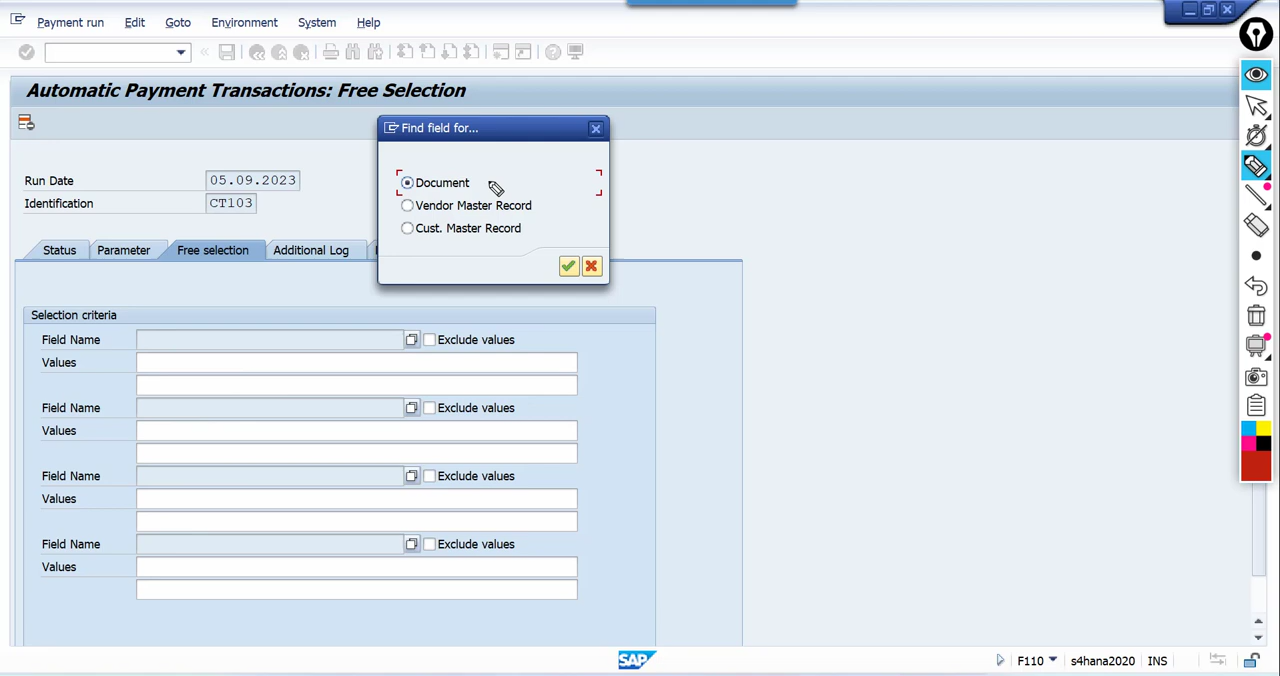 Payment run Edit Goto Environment System Help
Automatic Payment Transactions: Free Selection
Find field for...
Document
Vendor Master Record
Cust. Master Record
Run Date 05.09.2023
Identification CT103
Status Parameter Free selection Additional Log
Selection criteria
Field Name Exclude values
Values
Field Name Exclude values
Values
Field Name Exclude values
Values
Field Name Exclude values
Values
SAP
F110 s4hana2020 INS